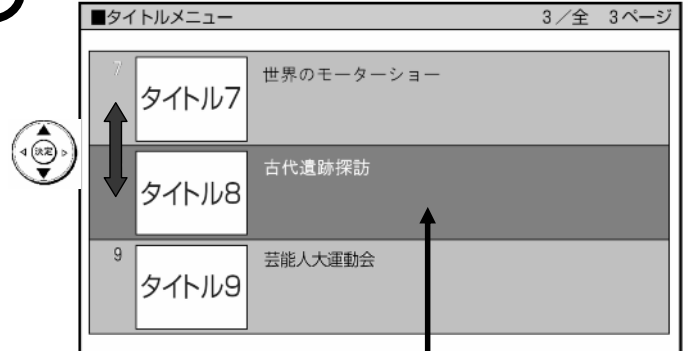 ■タイトルメニュー 3／全 3ページ
7
タイトル7
世界のモーターショー
決定
タイトル8
古代遺跡探訪
9
タイトル9
芸能人大運動会